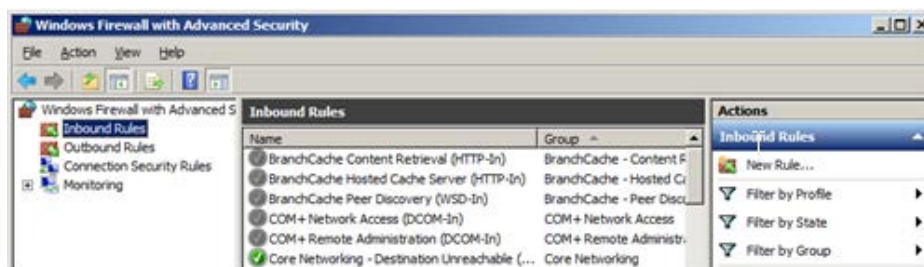 Windows Firewall with Advanced Security
File Action View Help
Windows Firewall with Advanced S
Inbound Rules
Outbound Rules
Connection Security Rules
Monitoring
Inbound Rules
Name Group
BranchCache Content Retrieval (HTTP-In) BranchCache - Content R
BranchCache Hosted Cache Server (HTTP-In) BranchCache - Hosted Ca
BranchCache Peer Discovery (WSD-In) BranchCache - Peer Disco
COM+ Network Access (DCOM-In) COM+ Network Access
COM+ Remote Administration (DCOM-In) COM+ Remote Administr
Core Networking - Destination Unreachable (... Core Networking
Actions
Inbound Rules
New Rule...
Filter by Profile
Filter by State
Filter by Group